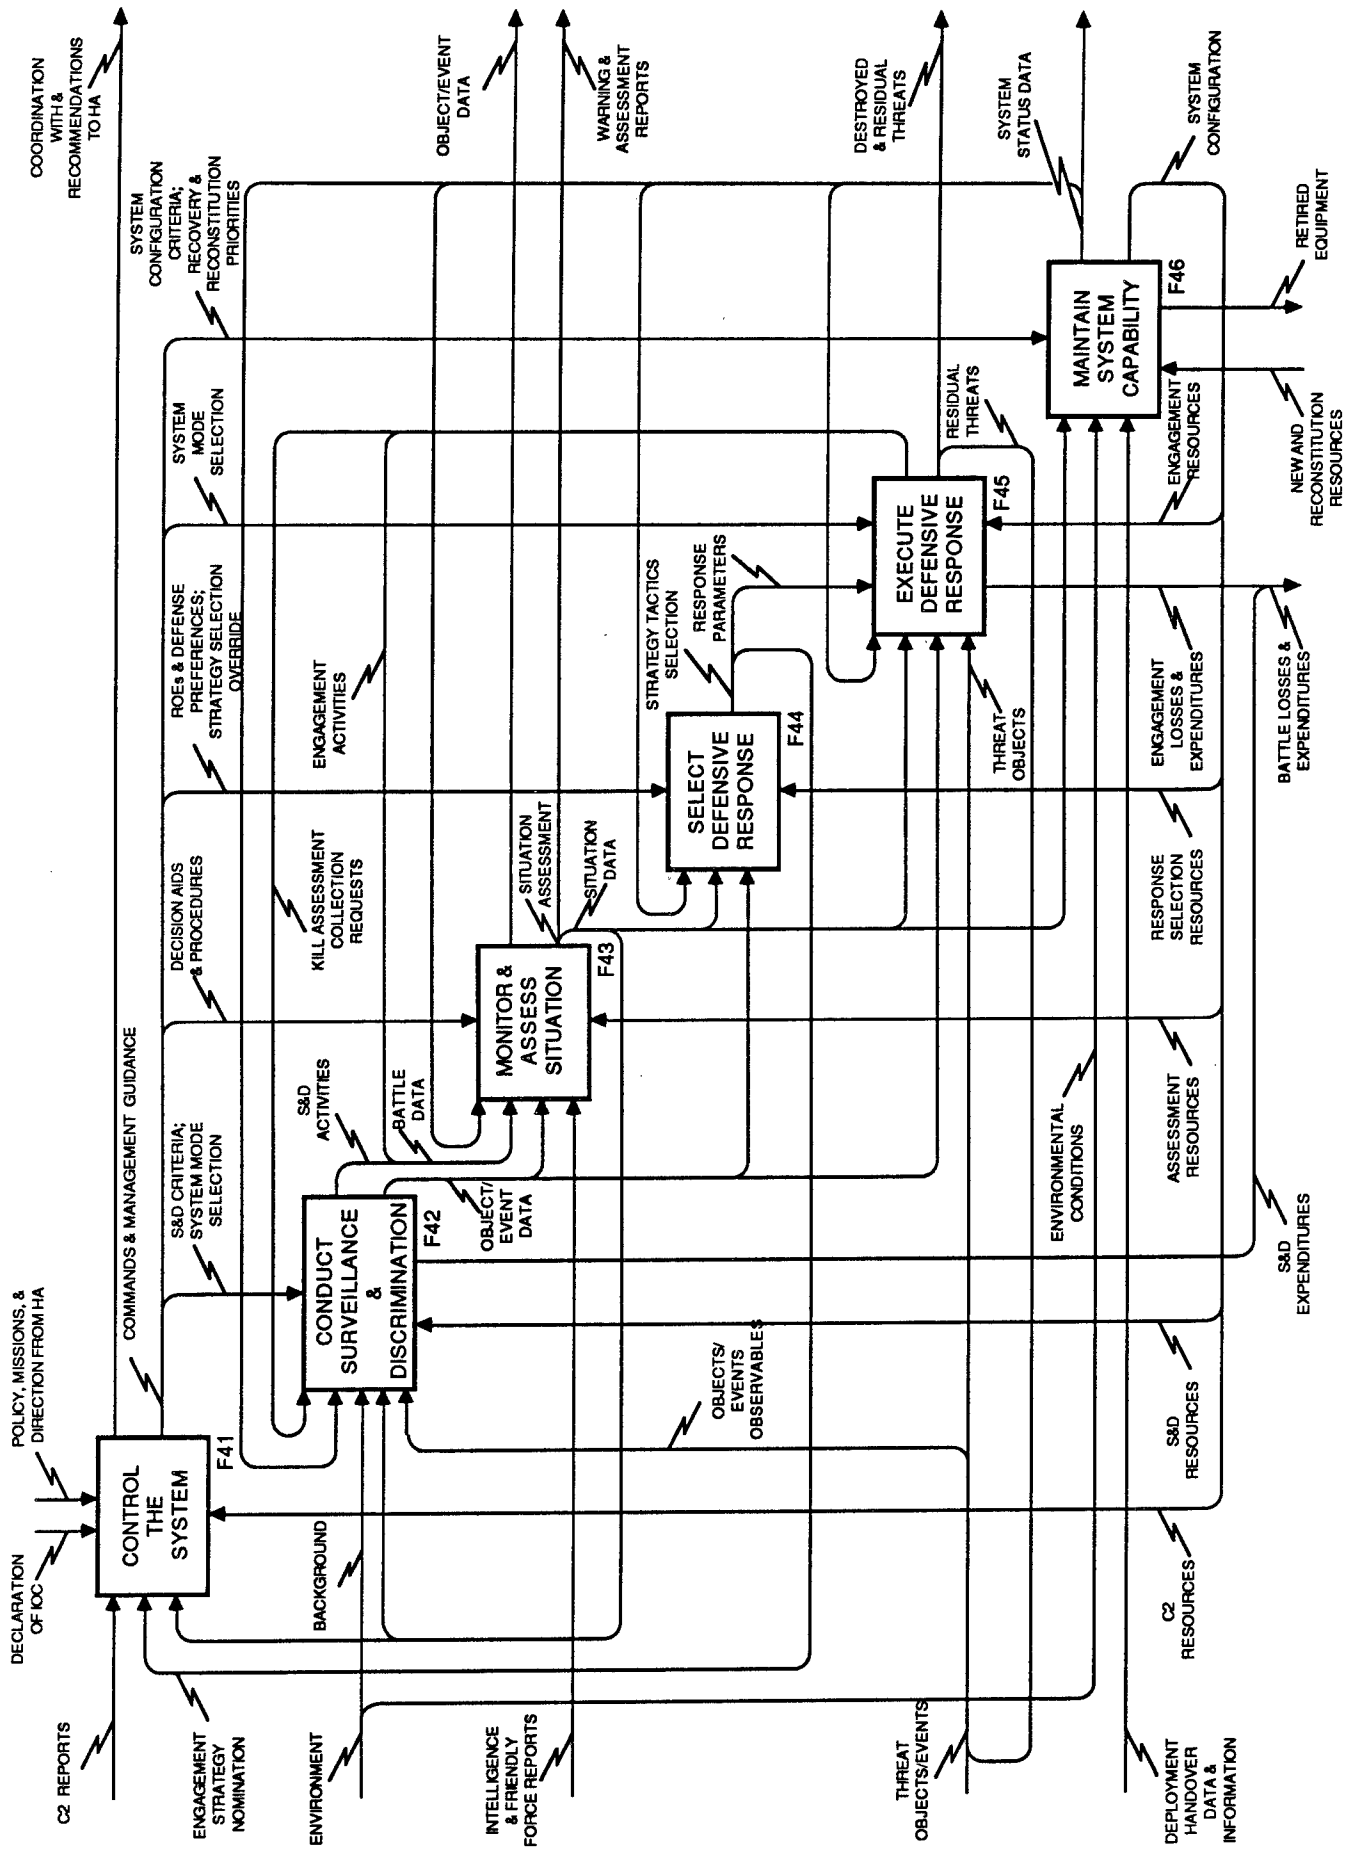 COORDINATION
WITH &
RECOMMENDATIONS
TO HA
SYSTEM
CONFIGURATION
CRITERIA;
RECOVERY &
RECONSTITUTION
PRIORITIES
OBJECT/EVENT
DATA
WARNING &
ASSESSMENT
REPORTS
DESTROYED
& RESIDUAL
THREATS
SYSTEM
STATUS DATA
SYSTEM
CONFIGURATION
POLICY, MISSIONS, &
DIRECTION FROM HA
DECLARATION
OF IOC
COMMANDS & MANAGEMENT GUIDANCE
S&D CRITERIA;
SYSTEM MODE
SELECTION
DECISION AIDS
& PROCEDURES
ROEs & DEFENSE
PREFERENCES;
STRATEGY SELECTION
OVERRIDE
SYSTEM
MODE
SELECTION
CONTROL
THE
SYSTEM
F41
CONDUCT
SURVEILLANCE
&
DISCRIMINATION
F42
MONITOR &
ASSESS
SITUATION
F43
SELECT
DEFENSIVE
RESPONSE
F44
EXECUTE
DEFENSIVE
RESPONSE
F45
MAINTAIN
SYSTEM
CAPABILITY
F46
KILL ASSESSMENT
COLLECTION
REQUESTS
ENGAGEMENT
ACTIVITIES
S&D
ACTIVITIES
BATTLE
DATA
OBJECT/
EVENT
DATA
SITUATION
ASSESSMENT
SITUATION
DATA
STRATEGY TACTICS
SELECTION
RESPONSE
PARAMETERS
RESIDUAL
THREATS
THREAT
OBJECTS
OBJECTS/
EVENTS
OBSERVABLES
BACKGROUND
ENVIRONMENTAL
CONDITIONS
C2 REPORTS
ENGAGEMENT
STRATEGY
NOMINATION
ENVIRONMENT
INTELLIGENCE
& FRIENDLY
FORCE REPORTS
THREAT
OBJECTS/EVENTS
DEPLOYMENT
HANDOVER
DATA &
INFORMATION
C2
RESOURCES
S&D
RESOURCES
ASSESSMENT
RESOURCES
RESPONSE
SELECTION
RESOURCES
ENGAGEMENT
LOSSES &
EXPENDITURES
ENGAGEMENT
RESOURCES
S&D
EXPENDITURES
BATTLE LOSSES &
EXPENDITURES
NEW AND
RECONSTITUTION
RESOURCES
RETIRED
EQUIPMENT